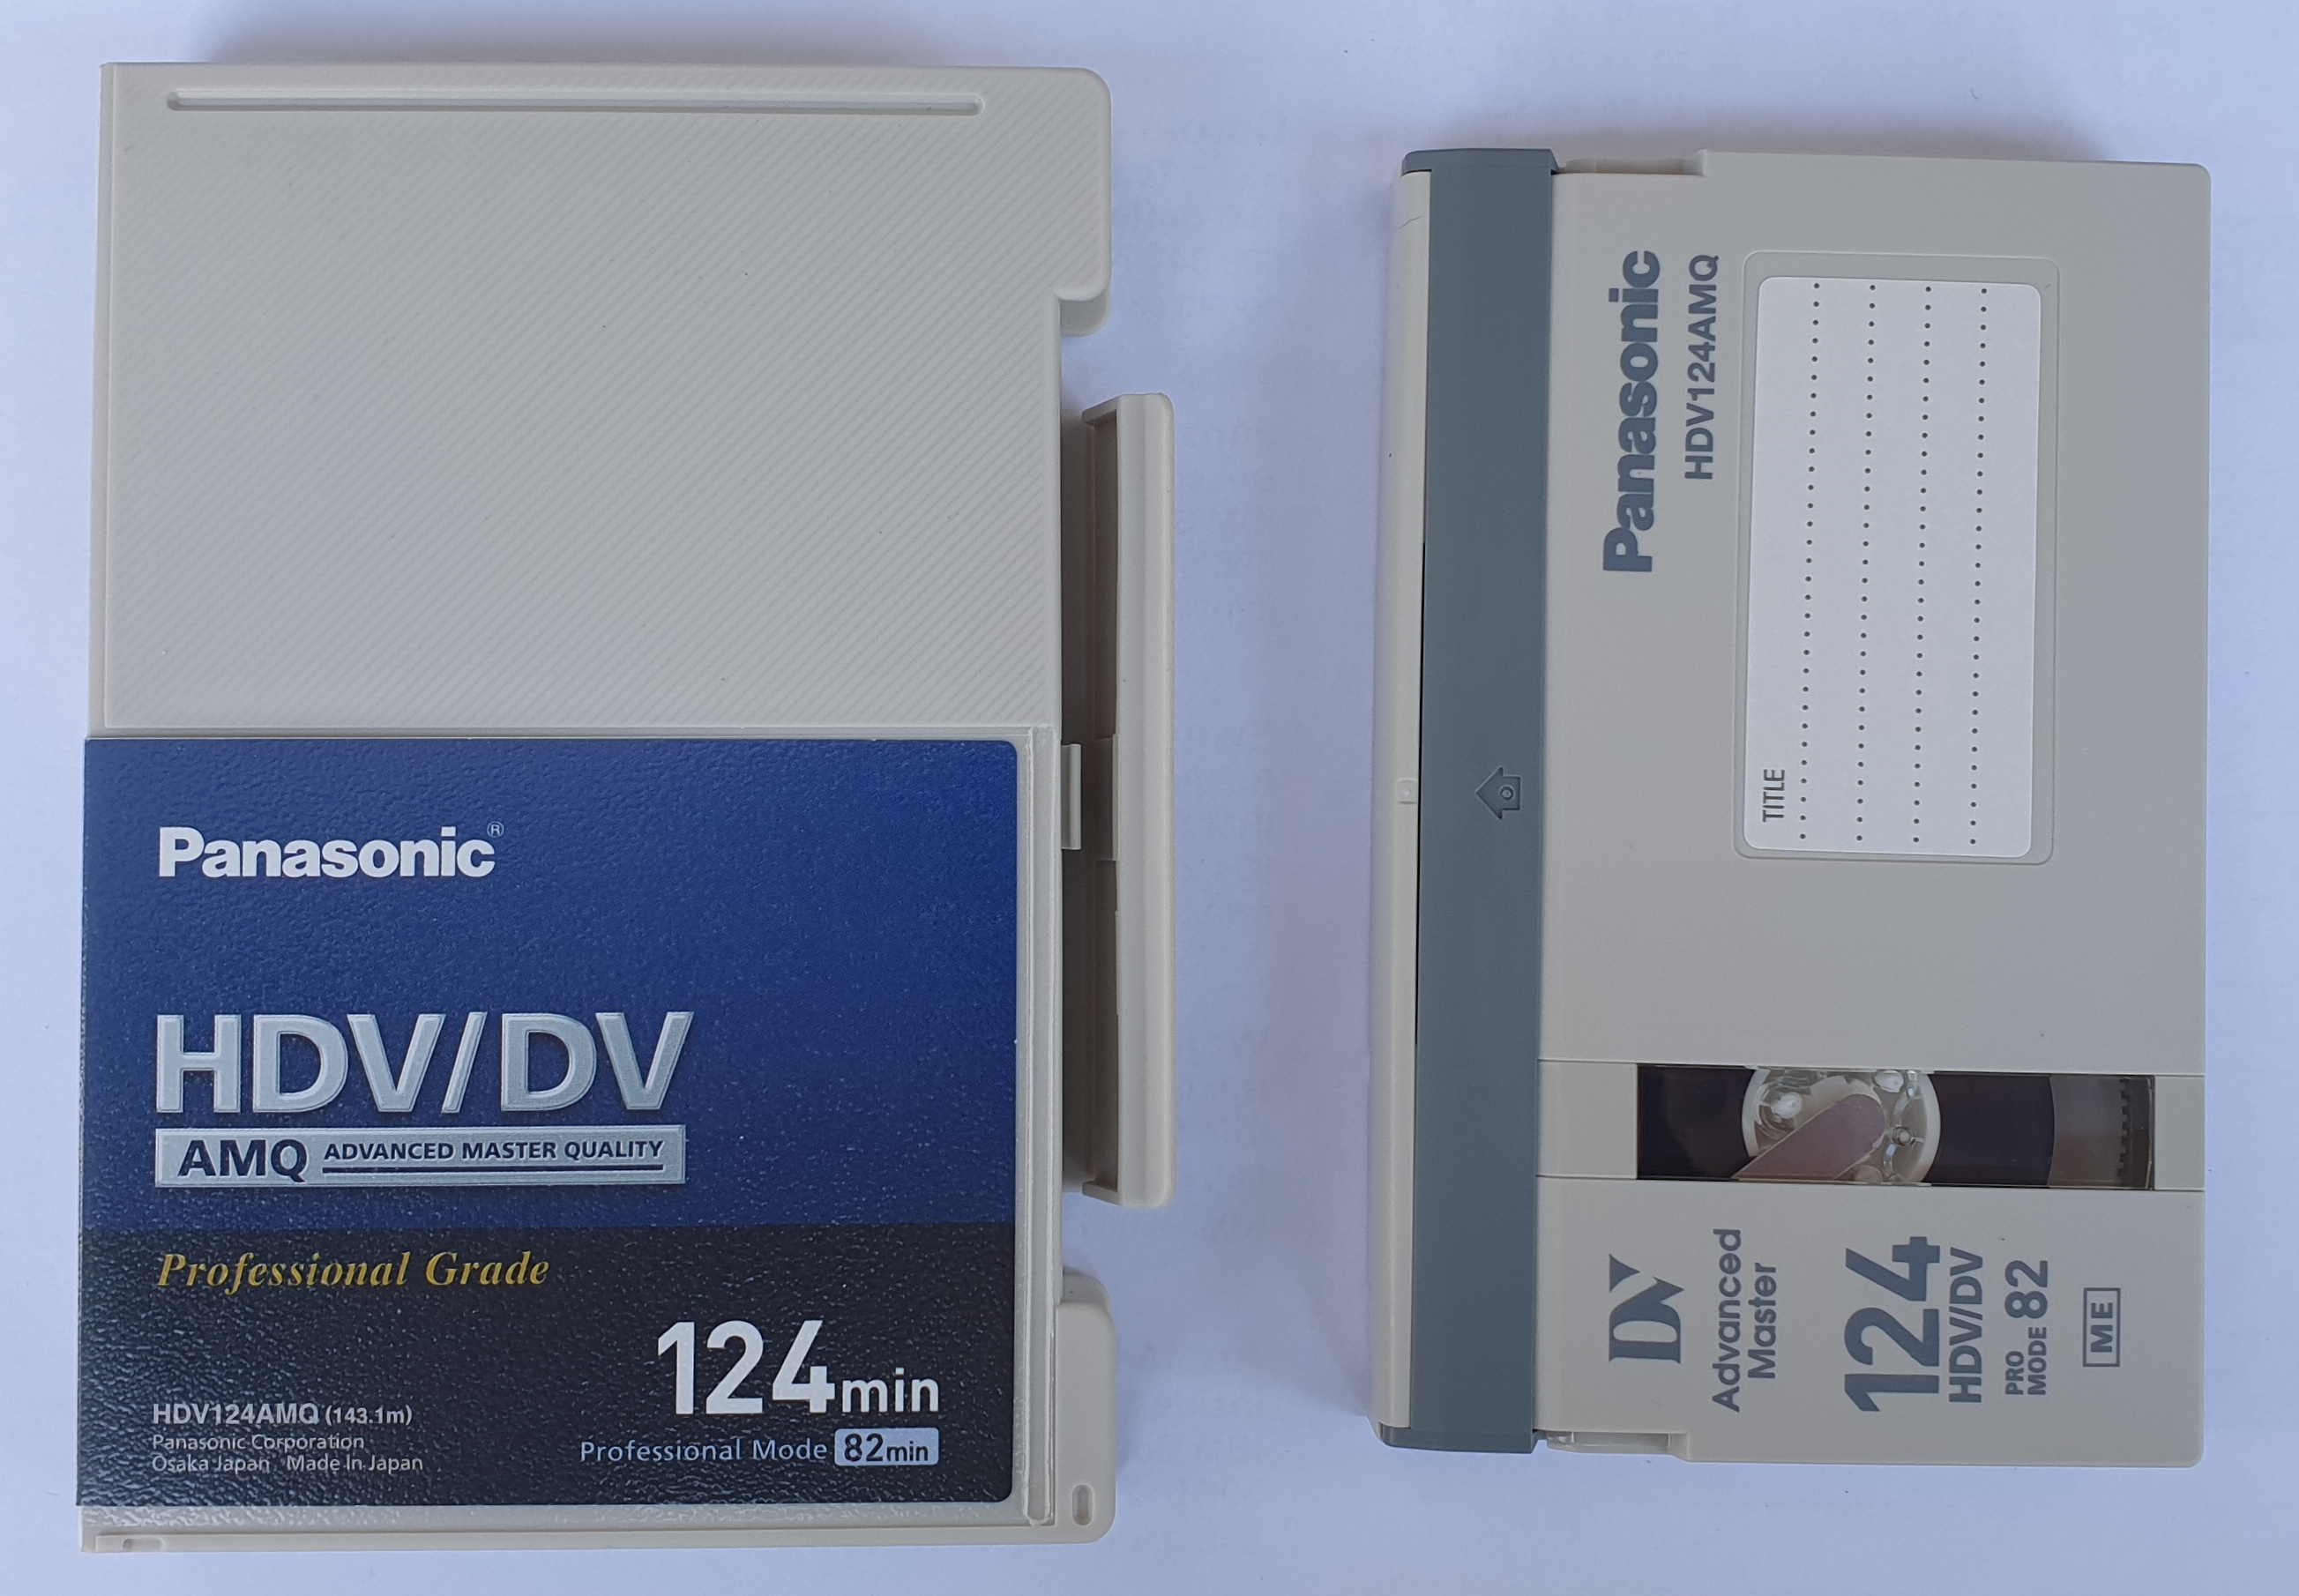 Panasonic®
HDV/DV
AMQ ADVANCED MASTER QUALITY
Professional Grade
124min
HDV124AMQ (143.1m)
Panasonic Corporation
Osaka Japan Made In Japan
Professional Mode 82min
Panasonic
HDV124AMQ
TITLE
DV
Advanced
Master
124
HDV/DV
PRO
MODE 82
ME